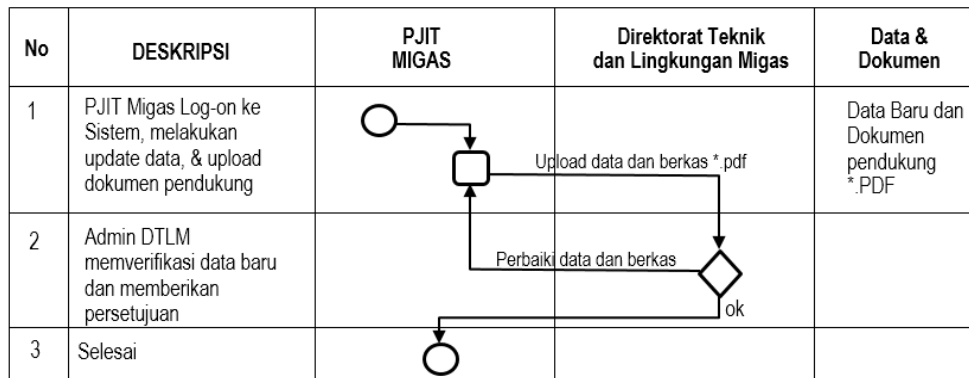 No
DESKRIPSI
PJIT
MIGAS
Direktorat Teknik
dan Lingkungan Migas
Data &
Dokumen
1
PJIT Migas Log-on ke
Sistem, melakukan
update data, & upload
dokumen pendukung
Upload data dan berkas *.pdf
Data Baru dan
Dokumen
pendukung
*.PDF
2
Admin DTLM
memverifikasi data baru
dan memberikan
persetujuan
Perbaiki data dan berkas
ok
3
Selesai